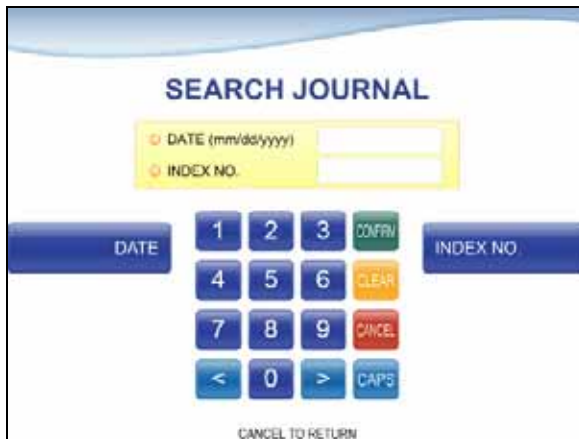 SEARCH JOURNAL
DATE (mm/dd/yyyy)
INDEX NO.
DATE
1 2 3 CONFIRM
INDEX NO.
4 5 6 CLEAR
7 8 9 CANCEL
< 0 > CAPS
CANCEL TO RETURN